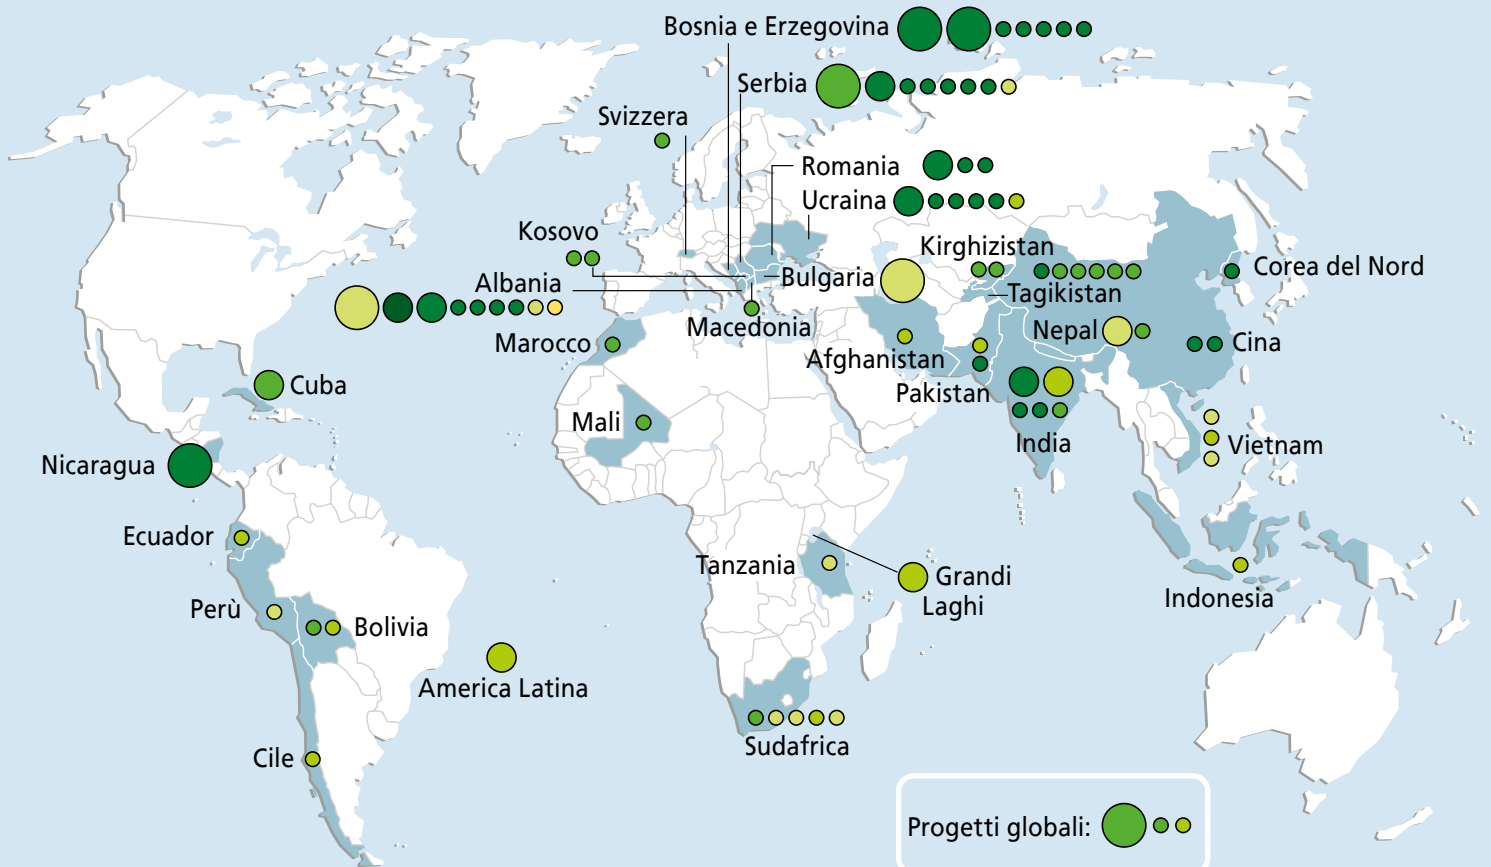 Bosnia e Erzegovina
Serbia
Svizzera
Romania
Ucraina
Kosovo
Kirghizistan
Albania
Bulgaria
Corea del Nord
Tagikistan
Macedonia
Nepal
Marocco
Afghanistan
Cina
Cuba
Pakistan
Mali
India
Vietnam
Nicaragua
Ecuador
Tanzania
Grandi
Laghi
Indonesia
Perù
Bolivia
America Latina
Sudafrica
Cile
Progetti globali: